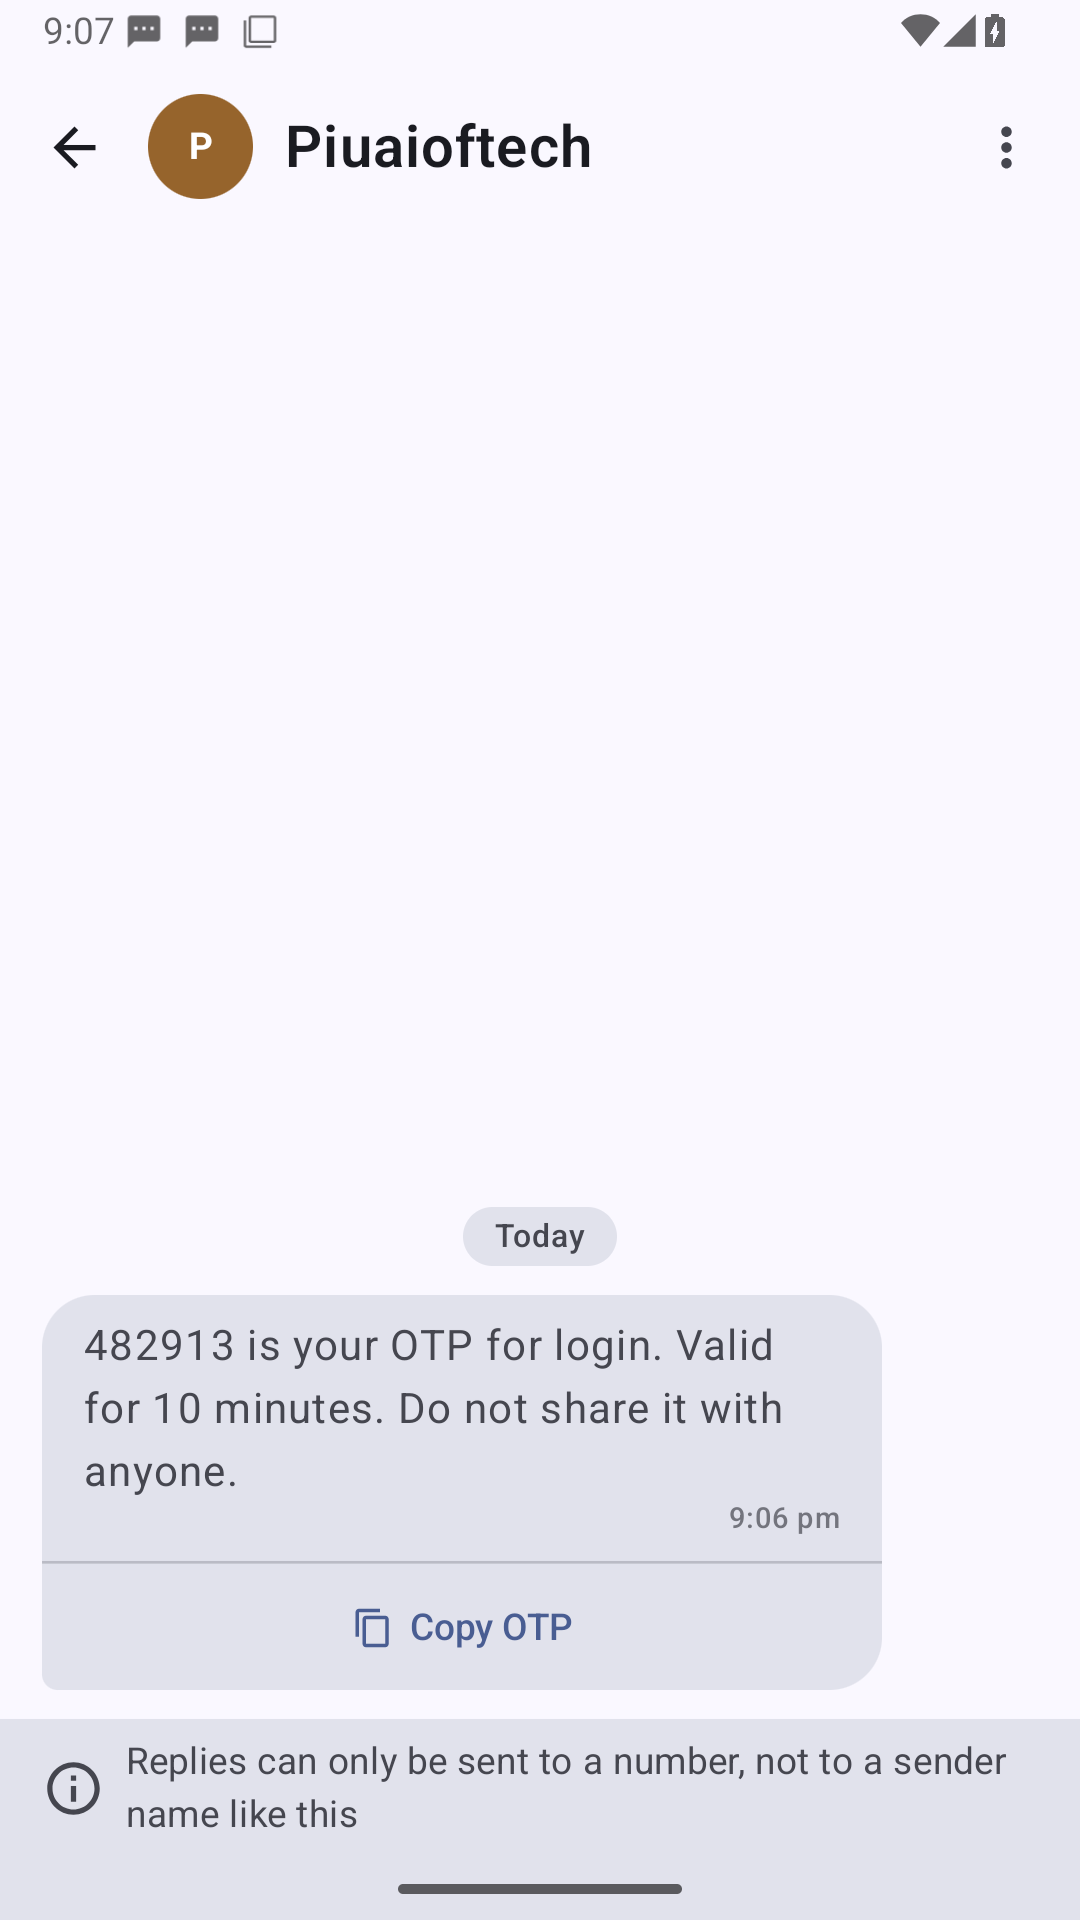 9:07
P
Piuaioftech
Today
482913 is your OTP for login. Valid
for 10 minutes. Do not share it with
anyone.
9:06 pm
Copy OTP
Replies can only be sent to a number, not to a sender
name like this